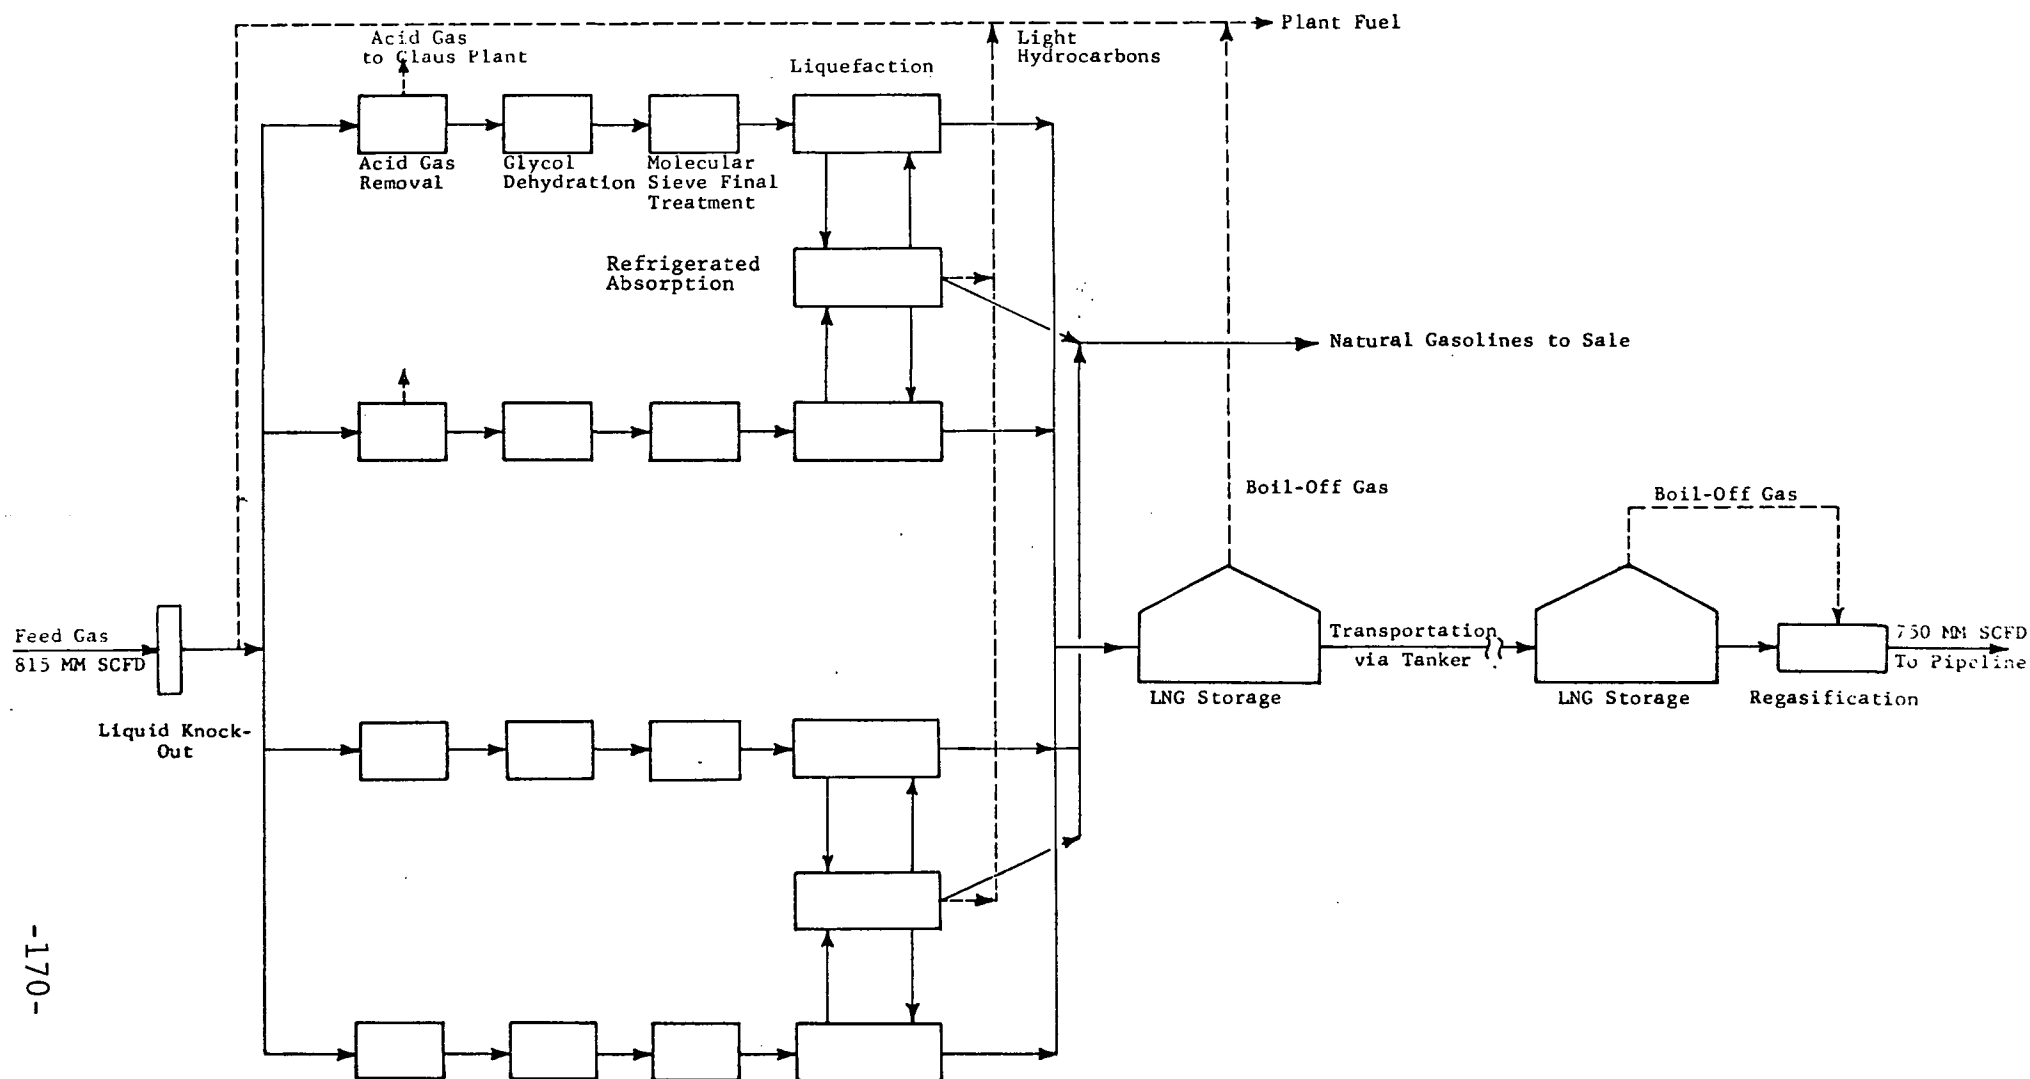 Plant Fuel
Acid Gas
to Claus Plant
Light
Hydrocarbons
Liquefaction
Acid Gas
Removal
Glycol
Dehydration
Molecular
Sieve Final
Treatment
Refrigerated
Absorption
Natural Gasolines to Sale
Boil-Off Gas
Boil-Off Gas
Feed Gas
815 MM SCFD
Transportation
via Tanker
750 MM SCFD
To Pipeline
LNG Storage
LNG Storage
Regasification
Liquid Knock-
Out
-170-